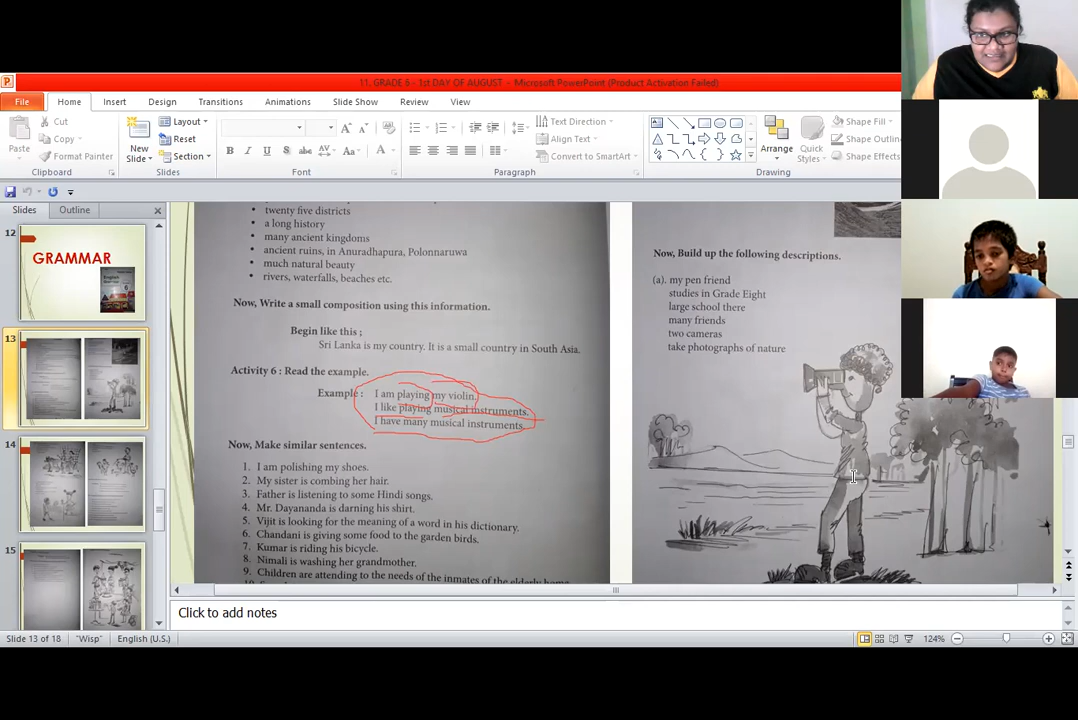 11. GRADE 6 - 1ST DAY OF AUGUST - Microsoft PowerPoint (Product Activation Failed)
File Home Insert Design Transitions Animations Slide Show Review View
Paste
Cut
Copy
Format Painter
Clipboard
New Slide
Layout
Reset
Section
Slides
B I U S abc AV Aa A
Font
Text Direction
Align Text
Convert to SmartArt
Paragraph
Arrange
Quick Styles
Shape Fill
Shape Outlin
Shape Effects
Drawing
Slides Outline
12
GRAMMAR
English
13
14
15
• twenty five districts
• a long history
• many ancient kingdoms
• ancient ruins, in Anuradhapura, Polonnaruwa
• much natural beauty
• rivers, waterfalls, beaches etc.
Now, Write a small composition using this information.
Begin like this ;
Sri Lanka is my country. It is a small country in South Asia.
Activity 6 : Read the example.
Example : I am playing my violin.
I like playing musical instruments.
I have many musical instruments.
Now, Make similar sentences.
1. I am polishing my shoes.
2. My sister is combing her hair.
3. Father is listening to some Hindi songs.
4. Mr. Dayananda is darning his shirt.
5. Vijit is looking for the meaning of a word in his dictionary.
6. Chandani is giving some food to the garden birds.
7. Kumar is riding his bicycle.
8. Nimali is washing her grandmother.
9. Children are attending to the needs of the inmates of the elderly home.
Now, Build up the following descriptions.
(a). my pen friend
studies in Grade Eight
large school there
many friends
two cameras
take photographs of nature
Click to add notes
Slide 13 of 18 "Wisp" English (U.S.) 124%